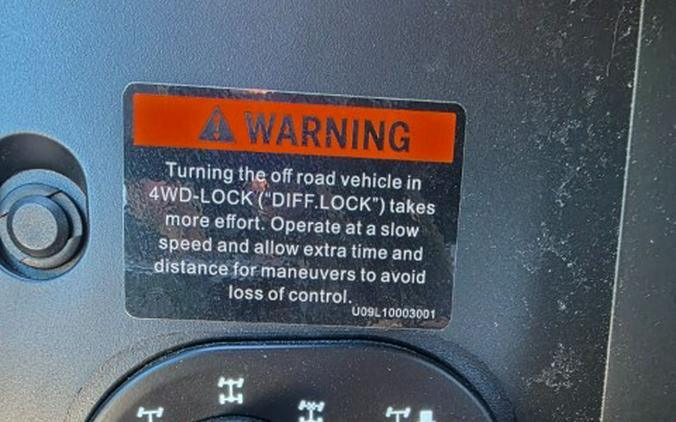 WARNING
Turning the off road vehicle in
4WD-LOCK (“DIFF.LOCK”) takes
more effort. Operate at a slow
speed and allow extra time and
distance for maneuvers to avoid
loss of control.
U09L10003001